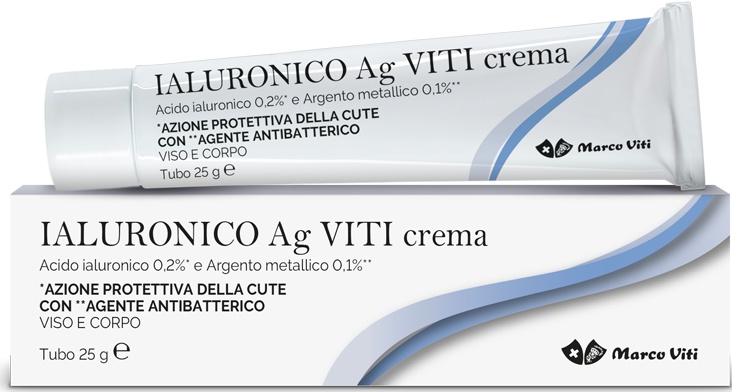 IALURONICO Ag VITI crema
Acido ialuronico 0,2%* e Argento metallico 0,1%**
*AZIONE PROTETTIVA DELLA CUTE
CON **AGENTE ANTIBATTERICO
VISO E CORPO
Tubo 25 g ℮
Marco Viti
IALURONICO Ag VITI crema
Acido ialuronico 0,2%* e Argento metallico 0,1%**
*AZIONE PROTETTIVA DELLA CUTE
CON **AGENTE ANTIBATTERICO
VISO E CORPO
Tubo 25 g ℮
Marco Viti